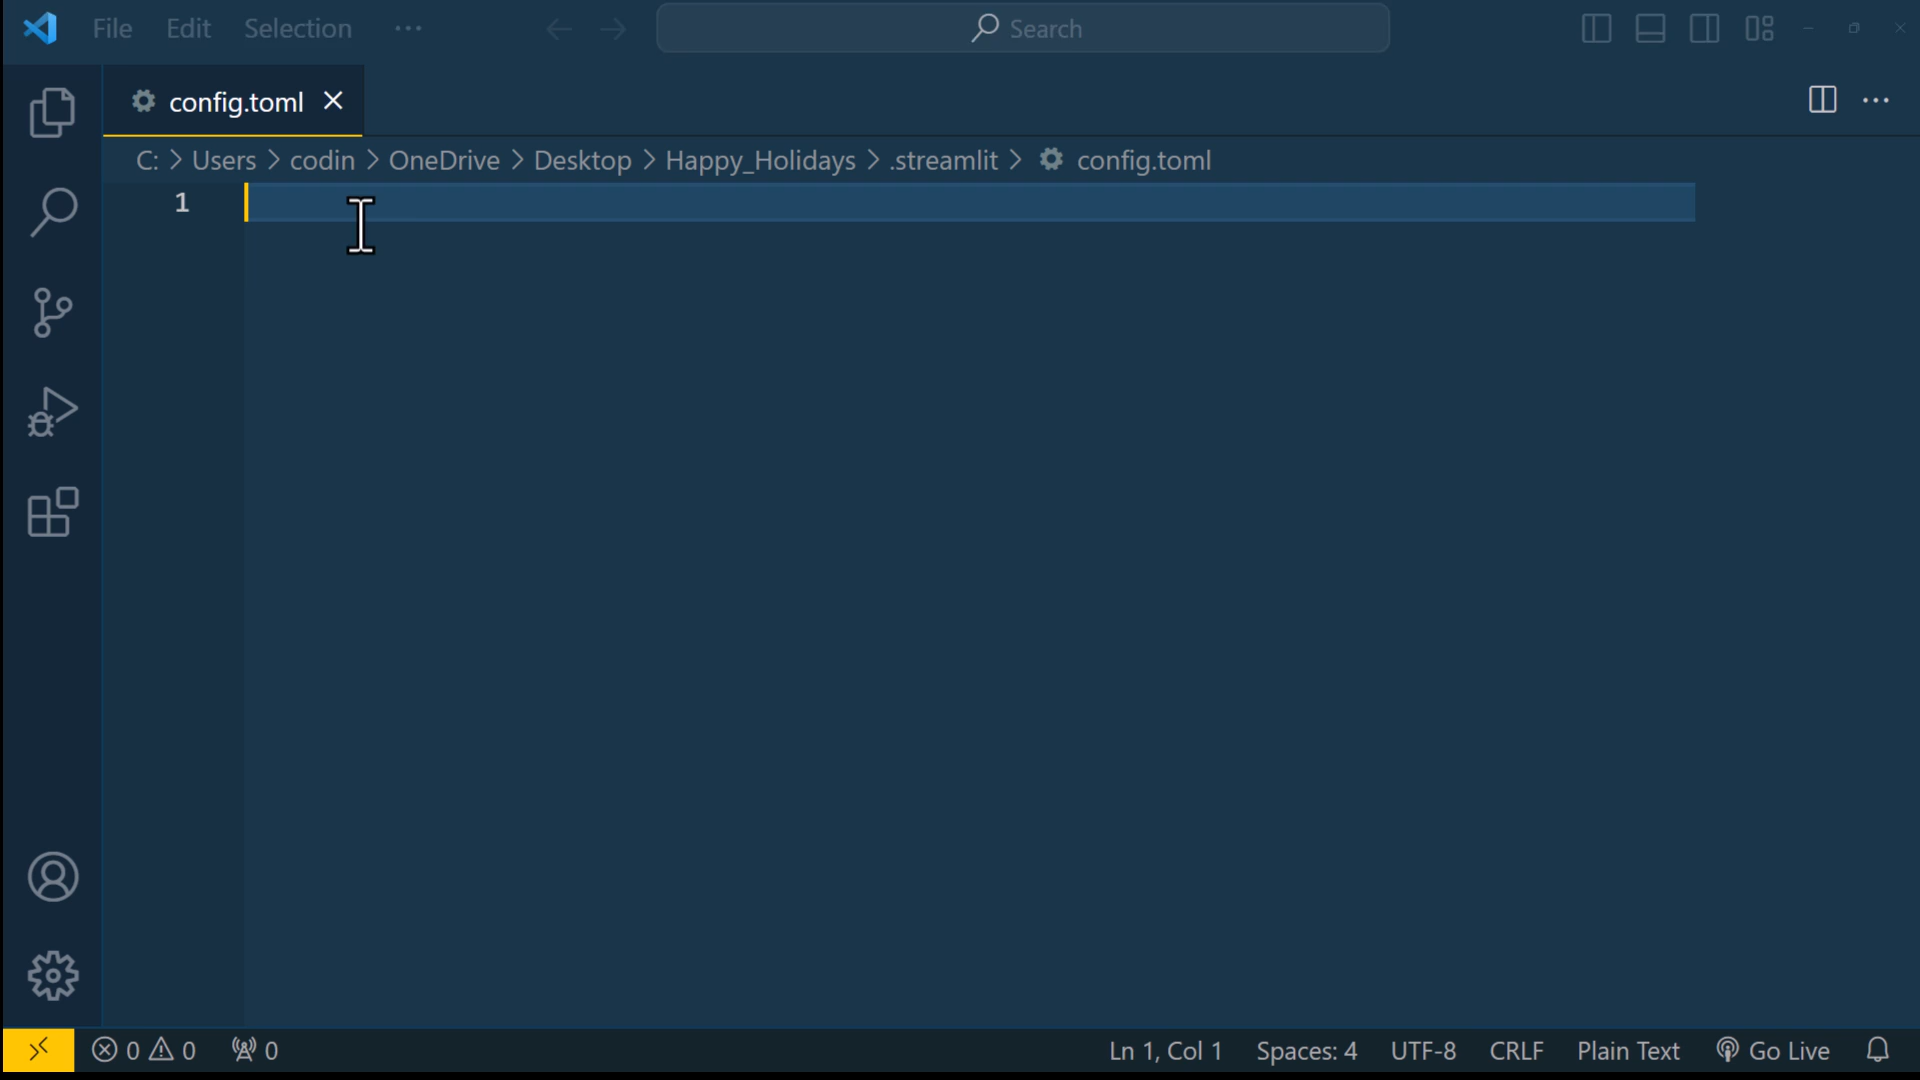 File Edit Selection ··· Search
config.toml
C: > Users > codin > OneDrive > Desktop > Happy_Holidays > .streamlit > config.toml
1
0 0 0 Ln 1, Col 1 Spaces: 4 UTF-8 CRLF Plain Text Go Live